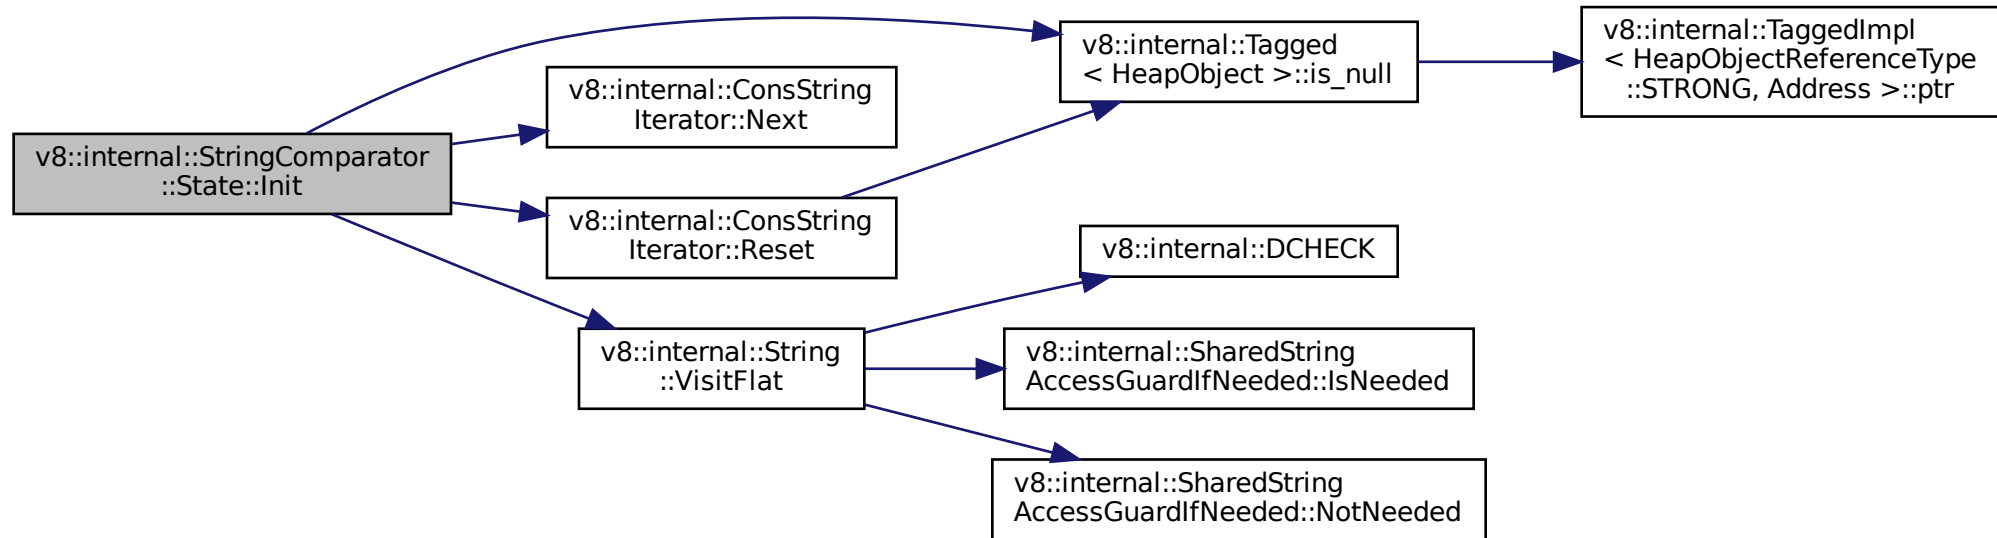 v8::internal::StringComparator
::State::Init
v8::internal::ConsString
Iterator::Next
v8::internal::ConsString
Iterator::Reset
v8::internal::String
::VisitFlat
v8::internal::Tagged
< HeapObject >::is_null
v8::internal::DCHECK
v8::internal::SharedString
AccessGuardIfNeeded::IsNeeded
v8::internal::SharedString
AccessGuardIfNeeded::NotNeeded
v8::internal::TaggedImpl
< HeapObjectReferenceType
::STRONG, Address >::ptr